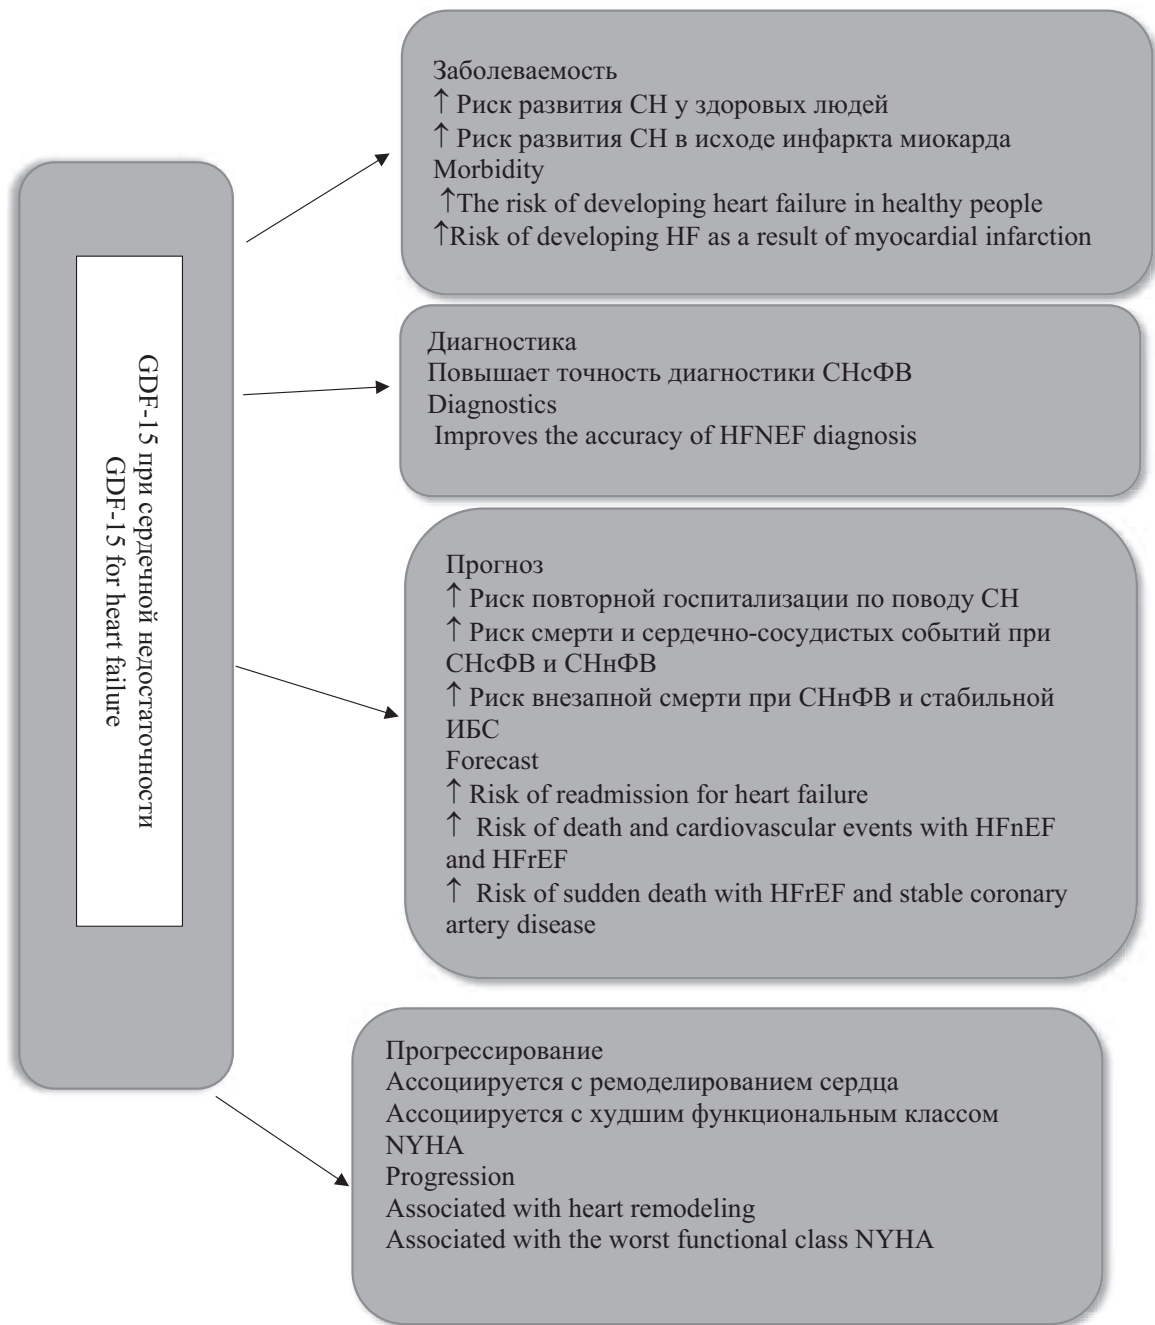 GDF-15 при сердечной недостаточности
GDF-15 for heart failure
Заболеваемость
↑ Риск развития СН у здоровых людей
↑ Риск развития СН в исходе инфаркта миокарда
Morbidity
↑The risk of developing heart failure in healthy people
↑Risk of developing HF as a result of myocardial infarction
Диагностика
Повышает точность диагностики СНсФВ
Diagnostics
Improves the accuracy of HFNEF diagnosis
Прогноз
↑ Риск повторной госпитализации по поводу СН
↑ Риск смерти и сердечно-сосудистых событий при
СНсФВ и СНнФВ
↑ Риск внезапной смерти при СНнФВ и стабильной
ИБС
Forecast
↑ Risk of readmission for heart failure
↑ Risk of death and cardiovascular events with HFnEF
and HFrEF
↑ Risk of sudden death with HFrEF and stable coronary
artery disease
Прогрессирование
Ассоциируется с ремоделированием сердца
Ассоциируется с худшим функциональным классом
NYHA
Progression
Associated with heart remodeling
Associated with the worst functional class NYHA